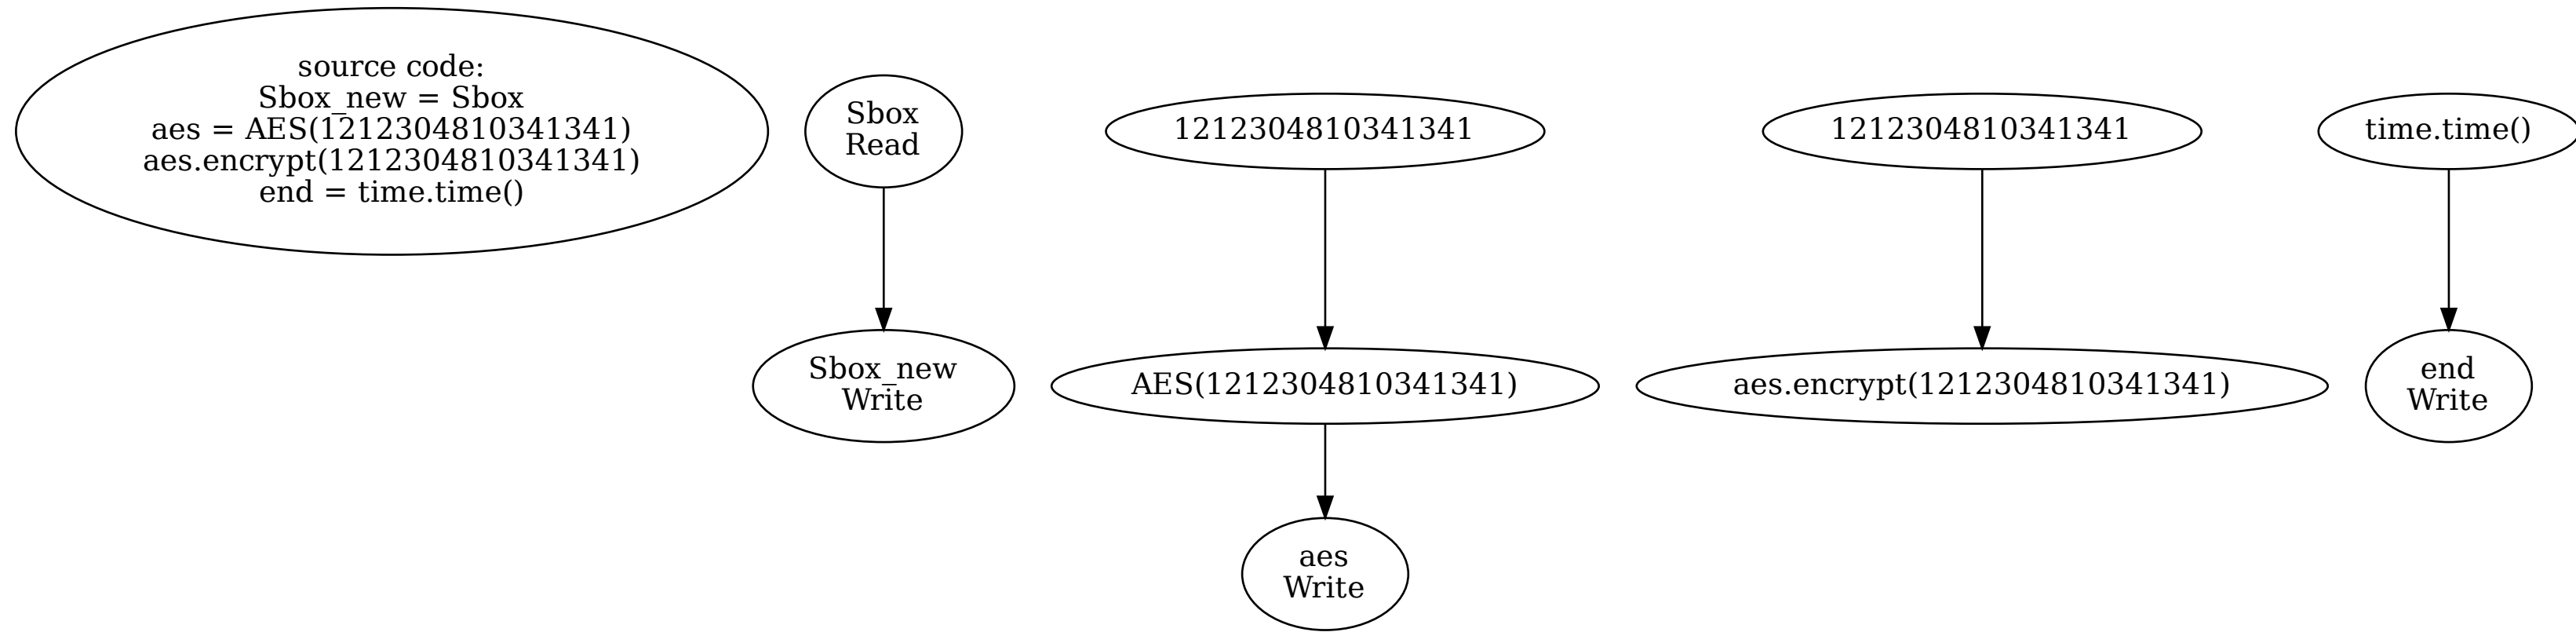 source code:
Sbox_new = Sbox
aes = AES(1212304810341341)
aes.encrypt(1212304810341341)
end = time.time()
Sbox
Read
1212304810341341
1212304810341341
time.time()
Sbox_new
Write
AES(1212304810341341)
aes.encrypt(1212304810341341)
end
Write
aes
Write